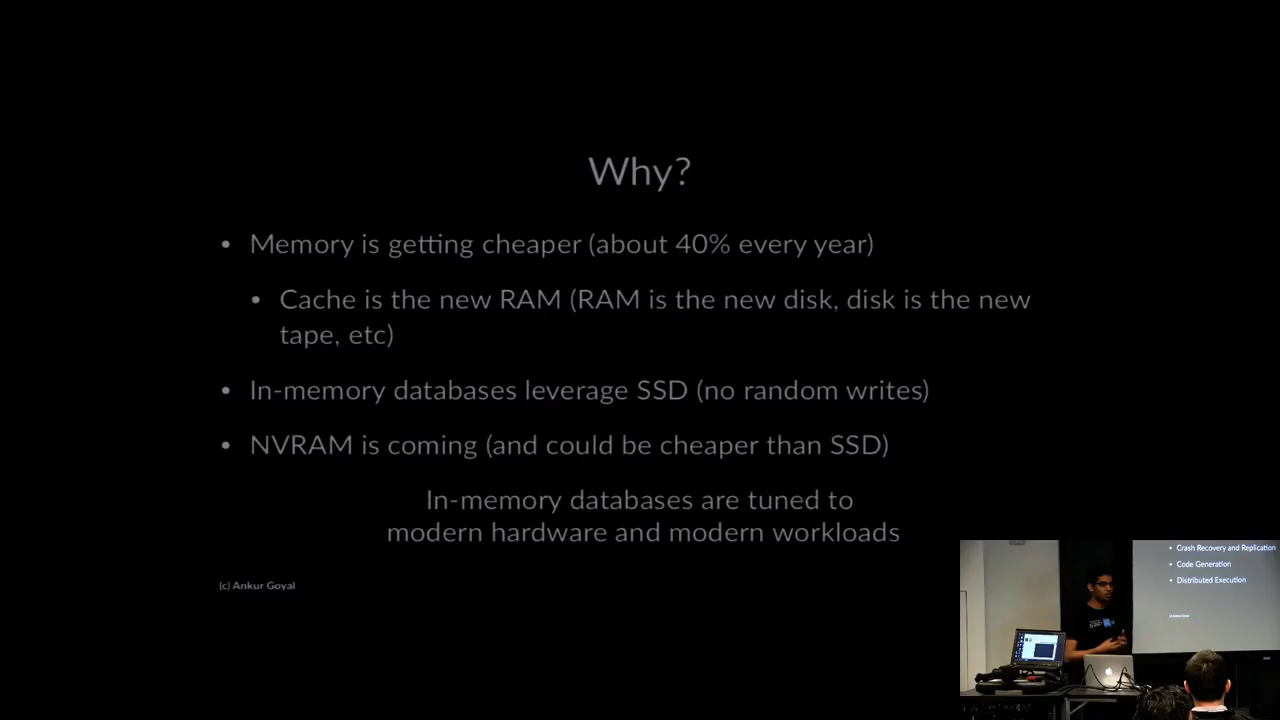 Why?
• Memory is getting cheaper (about 40% every year)
• Cache is the new RAM (RAM is the new disk, disk is the new
tape, etc)
• In-memory databases leverage SSD (no random writes)
• NVRAM is coming (and could be cheaper than SSD)
In-memory databases are tuned to
modern hardware and modern workloads
(c) Ankur Goyal
• Crash Recovery and Replication
• Code Generation
• Distributed Execution